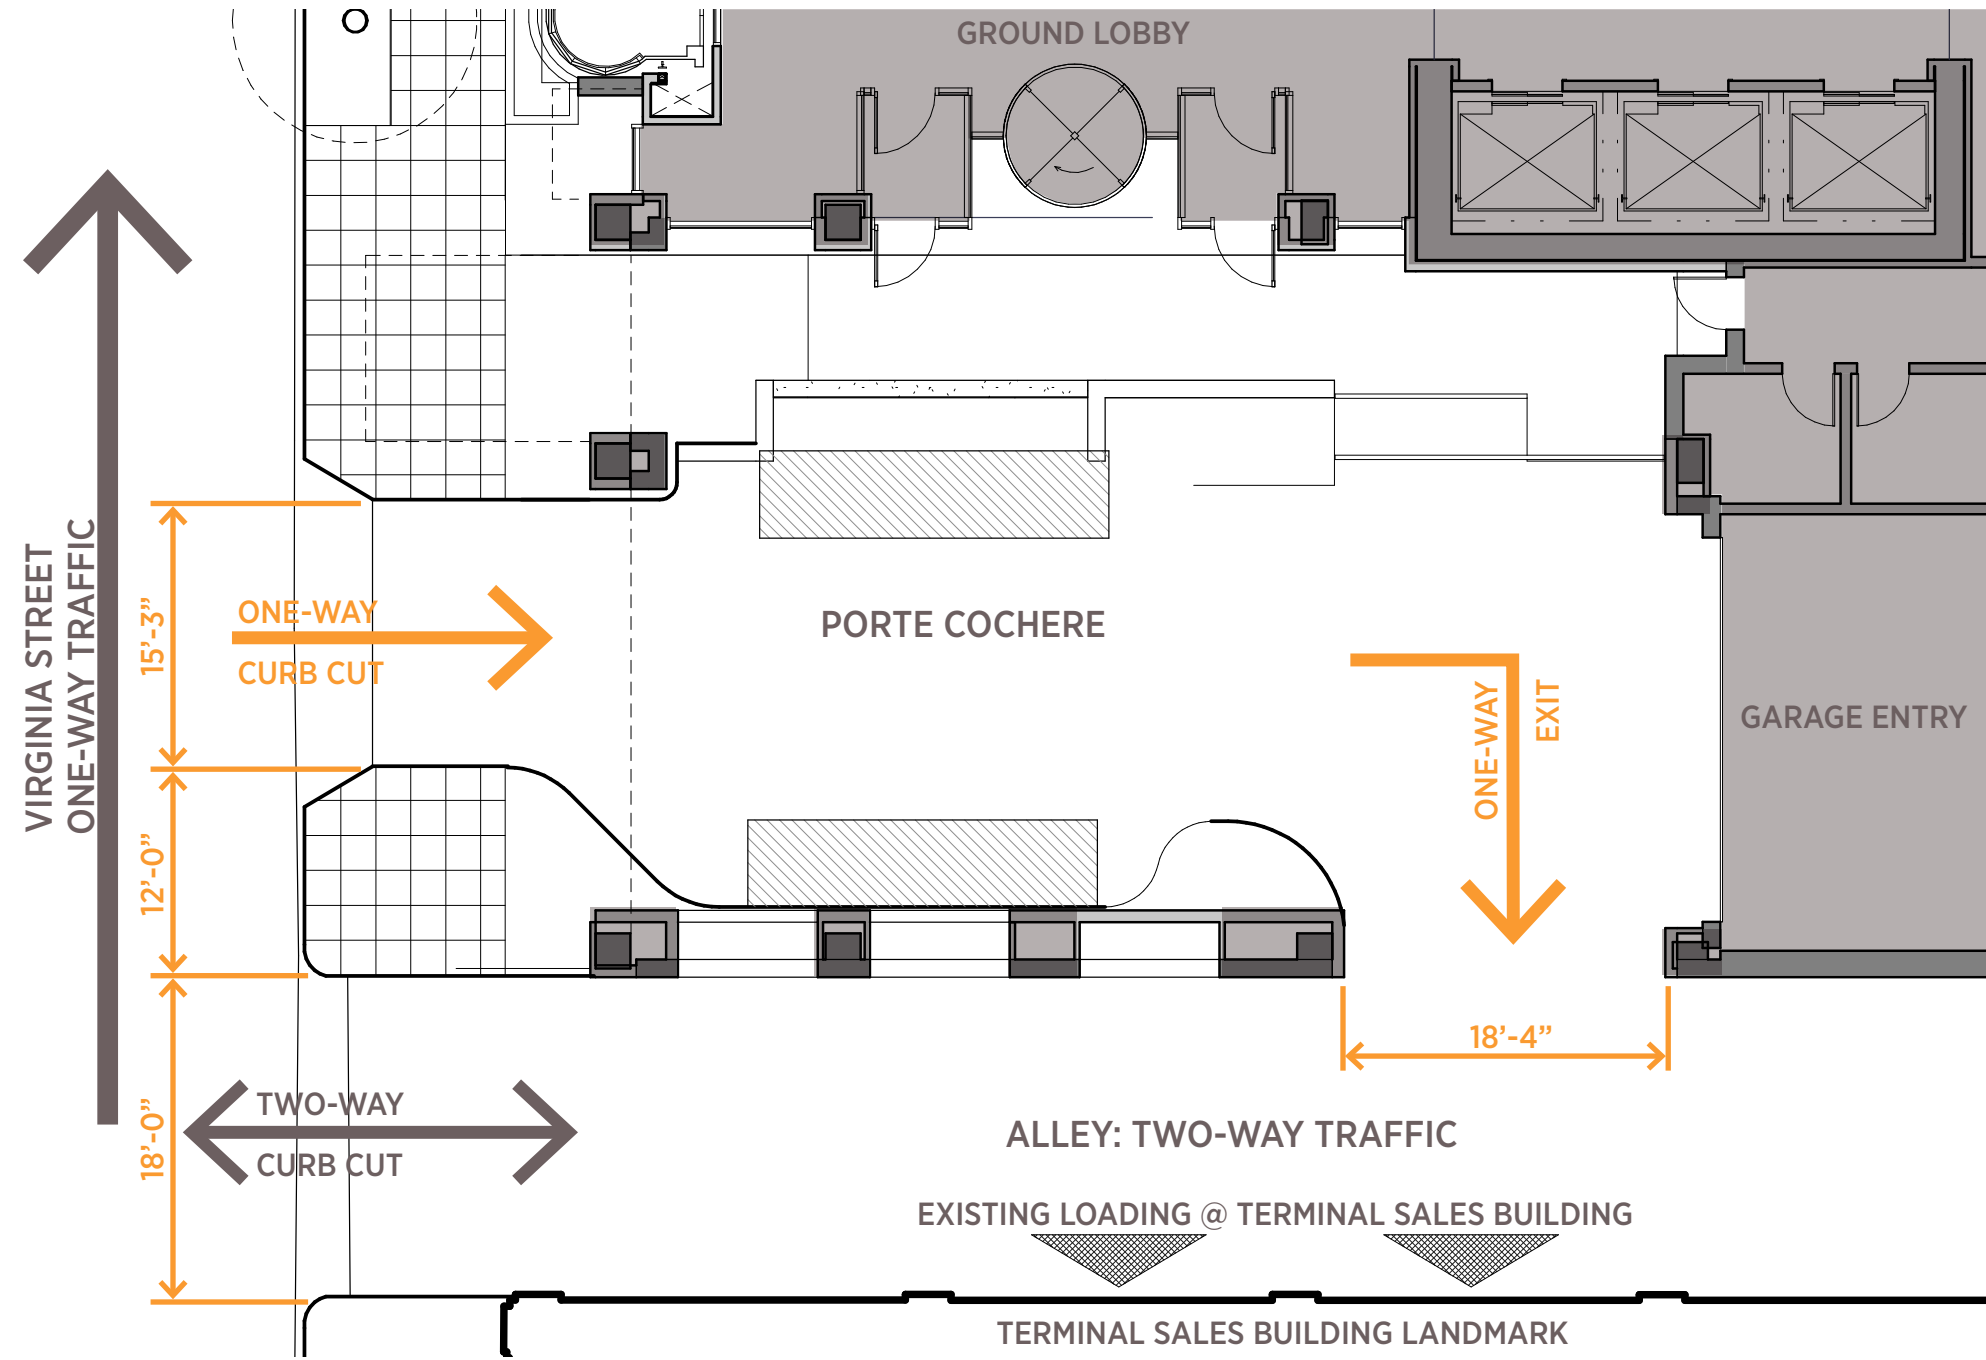 GROUND LOBBY
VIRGINIA STREET
ONE-WAY TRAFFIC
15’-3”
ONE-WAY
CURB CUT
PORTE COCHERE
ONE-WAY
EXIT
GARAGE ENTRY
12’-0”
18’-4”
18’-0”
TWO-WAY
CURB CUT
ALLEY: TWO-WAY TRAFFIC
EXISTING LOADING @ TERMINAL SALES BUILDING
TERMINAL SALES BUILDING LANDMARK